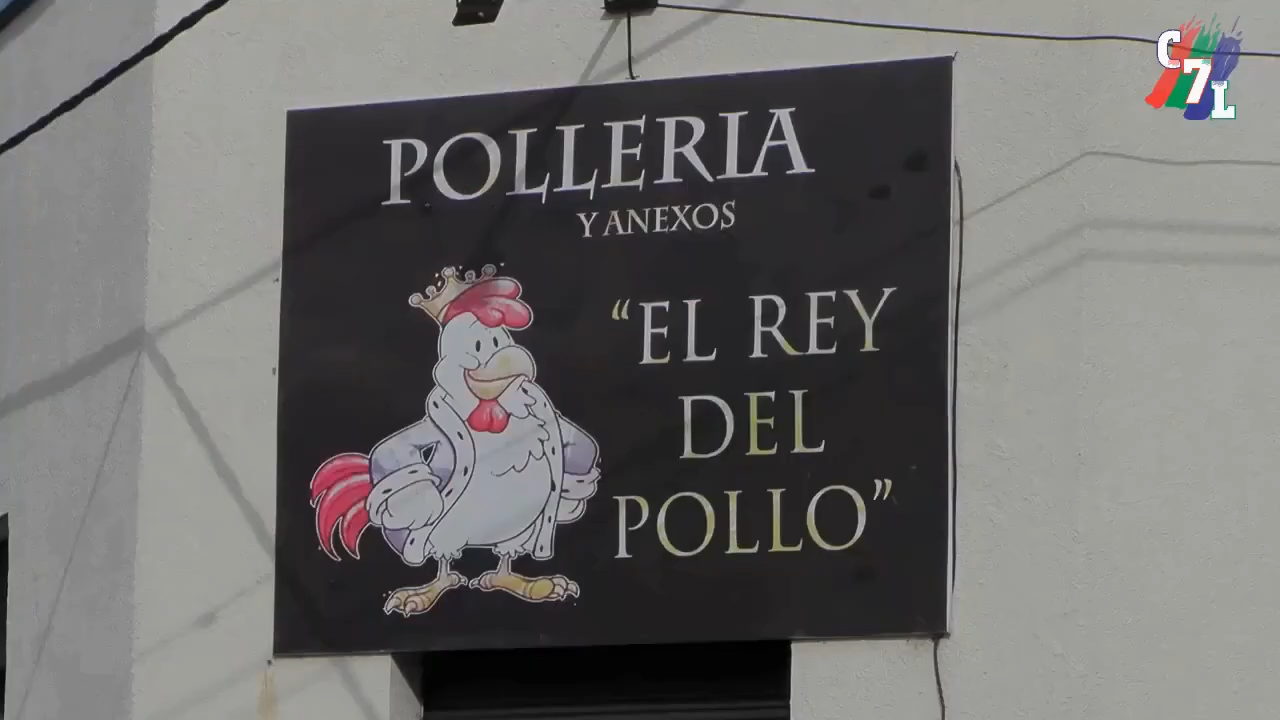 C7L
POLLERIA
Y ANEXOS
“EL REY
DEL
POLLO”